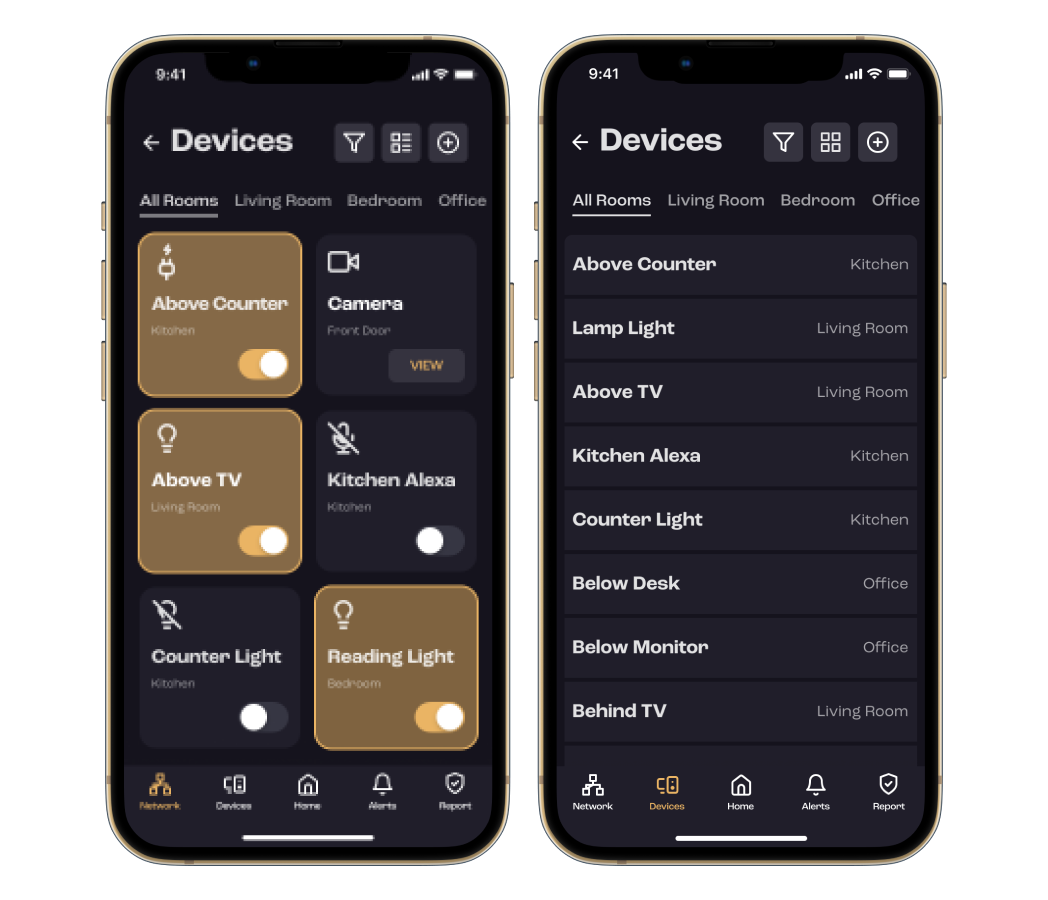 9:41
Devices
All Rooms Living Room Bedroom Office
Above Counter
Kitchen
Camera
Front Door
VIEW
Above TV
Living Room
Kitchen Alexa
Kitchen
Counter Light
Kitchen
Reading Light
Bedroom
Network Devices Home Alerts Report
9:41
Devices
All Rooms Living Room Bedroom Office
Above Counter Kitchen
Lamp Light Living Room
Above TV Living Room
Kitchen Alexa Kitchen
Counter Light Kitchen
Below Desk Office
Below Monitor Office
Behind TV Living Room
Network Devices Home Alerts Report